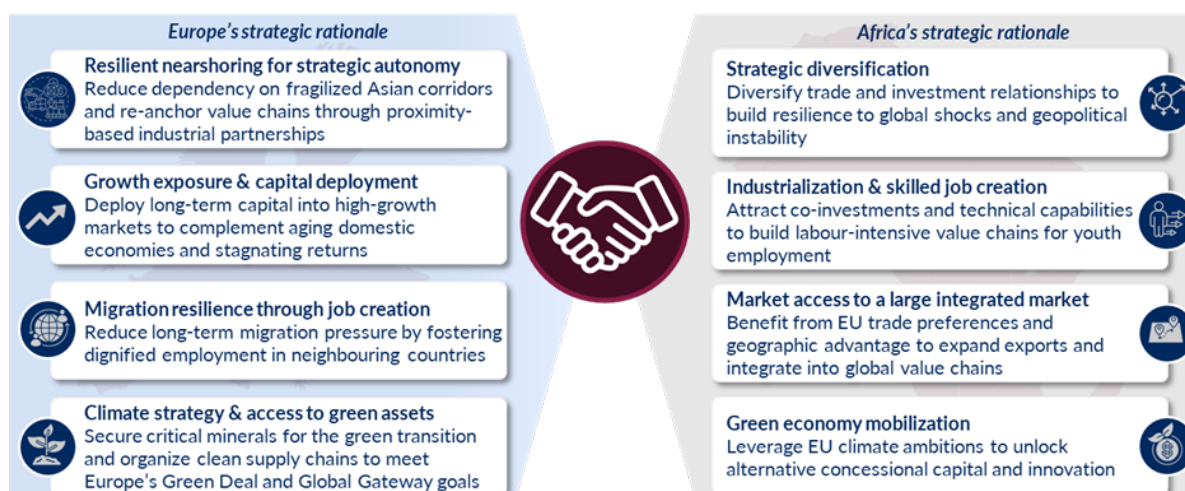 Europe's strategic rationale
Resilient nearshoring for strategic autonomy
Reduce dependency on fragilized Asian corridors
and re-anchor value chains through proximity-
based industrial partnerships
Growth exposure & capital deployment
Deploy long-term capital into high-growth
markets to complement aging domestic
economies and stagnating returns
Migration resilience through job creation
Reduce long-term migration pressure by fostering
dignified employment in neighbouring countries
Climate strategy & access to green assets
Secure critical minerals for the green transition
and organize clean supply chains to meet
Europe's Green Deal and Global Gateway goals
Africa's strategic rationale
Strategic diversification
Diversify trade and investment relationships to
build resilience to global shocks and geopolitical
instability
Industrialization & skilled job creation
Attract co-investments and technical capabilities
to build labour-intensive value chains for youth
employment
Market access to a large integrated market
Benefit from EU trade preferences and
geographic advantage to expand exports and
integrate into global value chains
Green economy mobilization
Leverage EU climate ambitions to unlock
alternative concessional capital and innovation